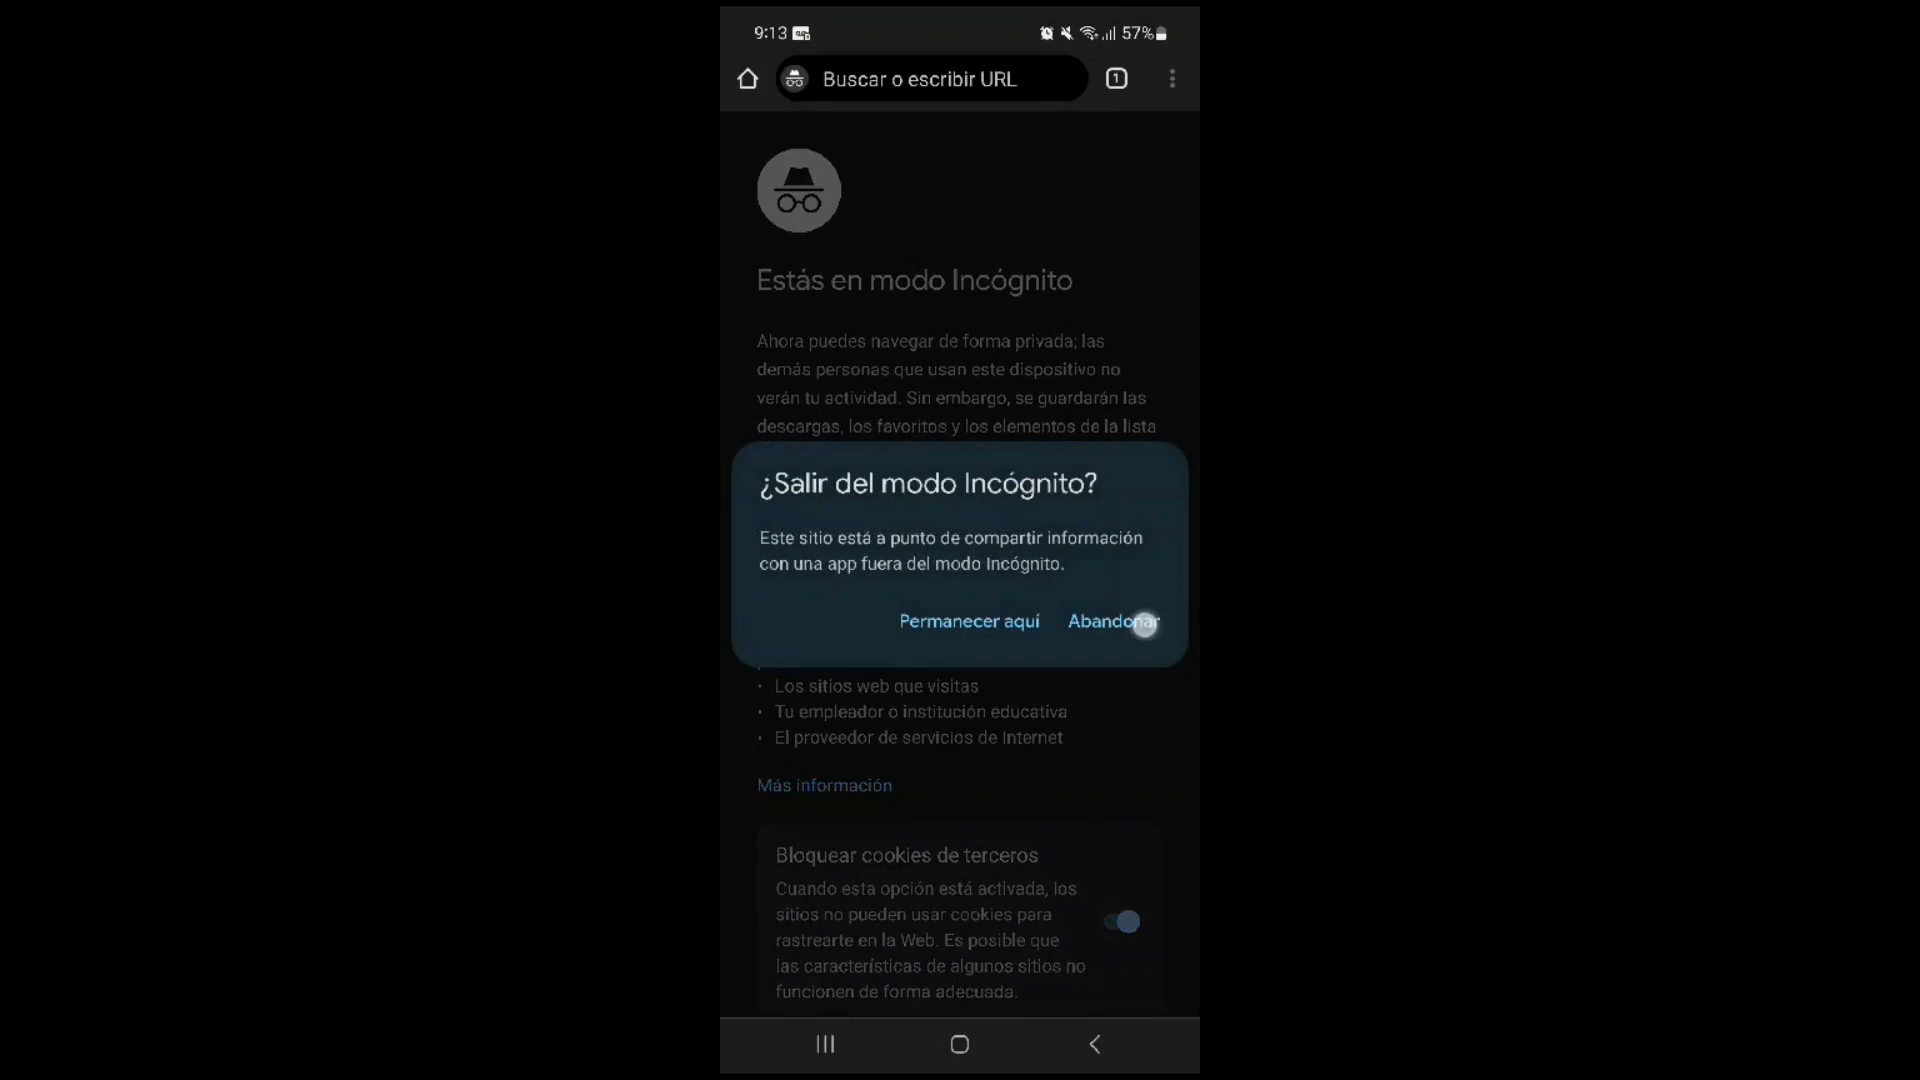 9:13
57%
Buscar o escribir URL
1
Estás en modo Incógnito
Ahora puedes navegar de forma privada; las
demás personas que usan este dispositivo no
verán tu actividad. Sin embargo, se guardarán las
descargas, los favoritos y los elementos de la lista
¿Salir del modo Incógnito?
Este sitio está a punto de compartir información
con una app fuera del modo Incógnito.
Permanecer aquí
Abandonar
· Los sitios web que visitas
· Tu empleador o institución educativa
· El proveedor de servicios de Internet
Más información
Bloquear cookies de terceros
Cuando esta opción está activada, los
sitios no pueden usar cookies para
rastrearte en la Web. Es posible que
las características de algunos sitios no
funcionen de forma adecuada.